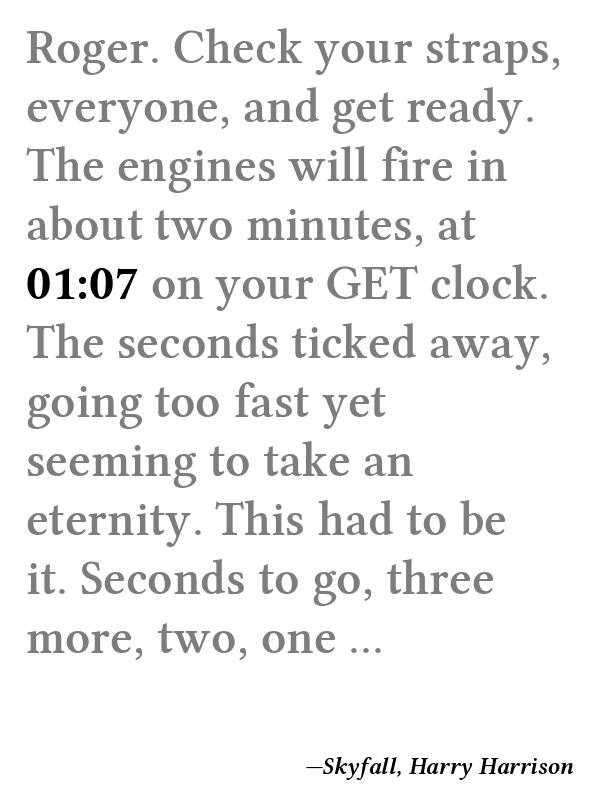 Roger. Check your straps,
everyone, and get ready.
The engines will fire in
about two minutes, at
01:07 on your GET clock.
The seconds ticked away,
going too fast yet
seeming to take an
eternity. This had to be
it. Seconds to go, three
more, two, one ...
—Skyfall, Harry Harrison